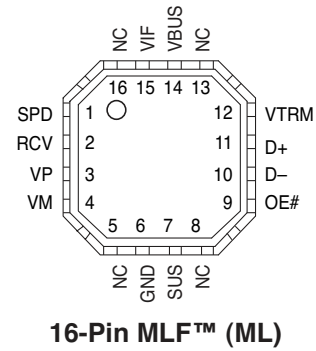 NC VIF VBUS NC
16 15 14 13
SPD 1 12 VTRM
RCV 2 11 D+
VP 3 10 D–
VM 4 9 OE#
5 6 7 8
NC GND SUS NC
16-Pin MLF™ (ML)